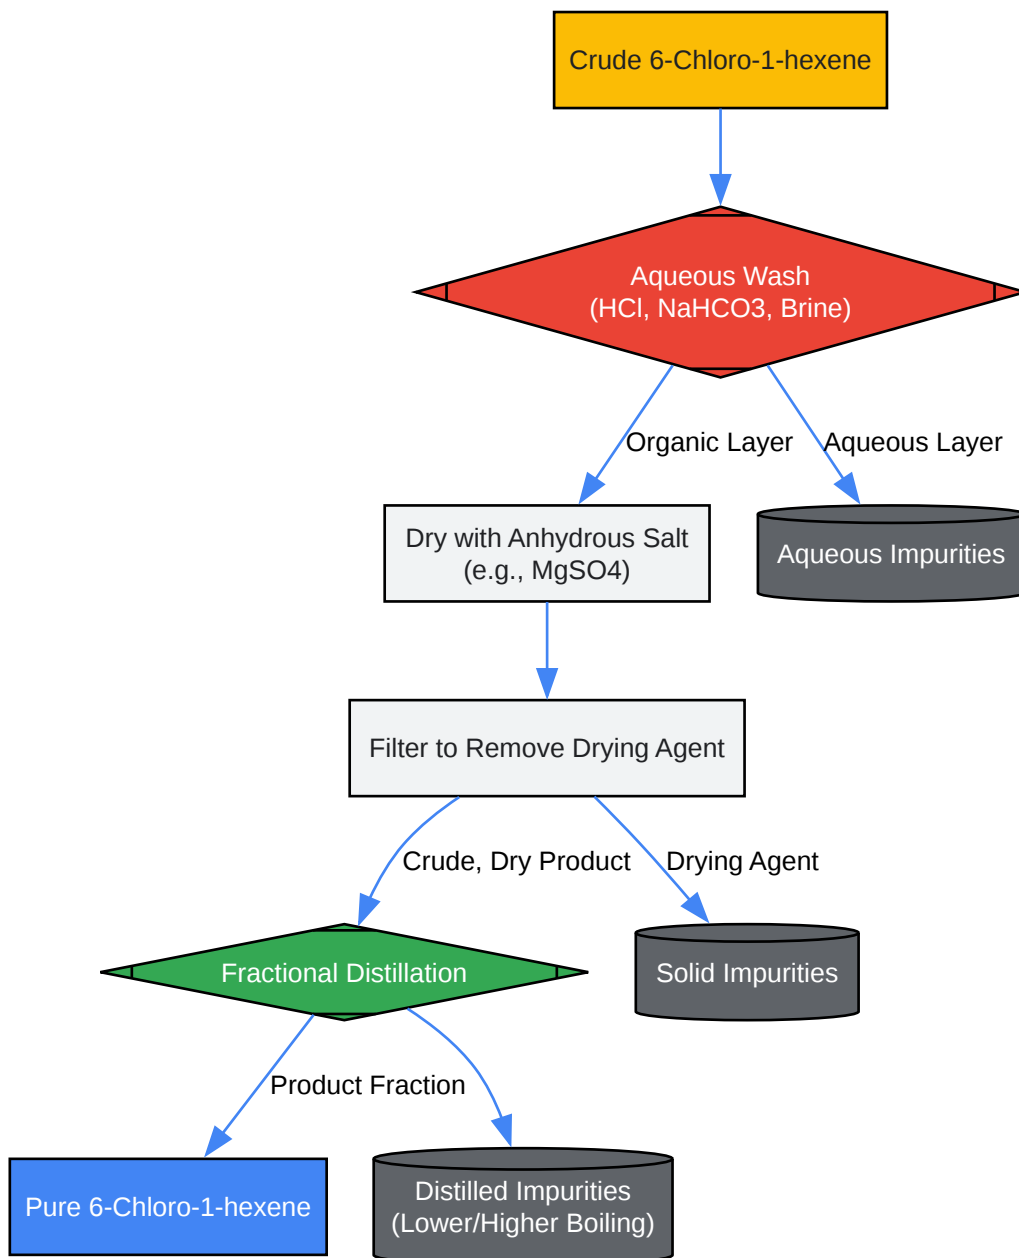 Crude 6-Chloro-1-hexene
Aqueous Wash
(HCl, NaHCO3, Brine)
Organic Layer
Aqueous Layer
Dry with Anhydrous Salt
(e.g., MgSO4)
Aqueous Impurities
Filter to Remove Drying Agent
Crude, Dry Product
Drying Agent
Fractional Distillation
Solid Impurities
Product Fraction
Pure 6-Chloro-1-hexene
Distilled Impurities
(Lower/Higher Boiling)